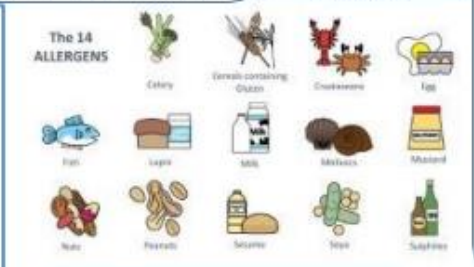 The 14
ALLERGENS
Celery
Cereals containing
Gluten
Crustaceans
Egg
Fish
Lupin
Milk
Molluscs
Mustard
Nuts
Peanuts
Sesame
Soya
Sulphites